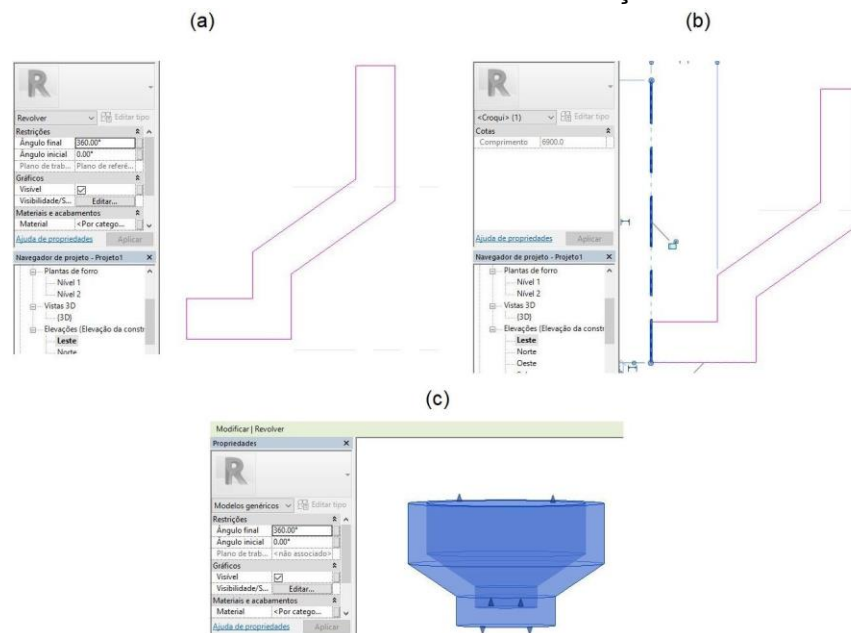 (a)
Revolver
Editar tipo
Restrições
Ângulo final 360.00°
Ângulo inicial 0.00°
Plano de trab... Plano de referê...
Gráficos
Visível
Visibilidade/S... Editar...
Materiais e acabamentos
Material <Por catego...
Ajuda de propriedades Aplicar
Navegador de projeto - Projeto1
Plantas de forro
Nível 1
Nível 2
Vistas 3D
{3D}
Elevações (Elevação da constr
Leste
Norte
(b)
<Croqui> (1)
Editar tipo
Cotas
Comprimento 6900.0
Ajuda de propriedades Aplicar
Navegador de projeto - Projeto1
Plantas de forro
Nível 1
Nível 2
Vistas 3D
{3D}
Elevações (Elevação da constr
Leste
Norte
Oeste
(c)
Modificar | Revolver
Propriedades
Modelos genéricos
Editar tipo
Restrições
Ângulo final 360.00°
Ângulo inicial 0.00°
Plano de trab... <não associado>
Gráficos
Visível
Visibilidade/S... Editar...
Materiais e acabamentos
Material <Por catego...
Ajuda de propriedades Aplicar